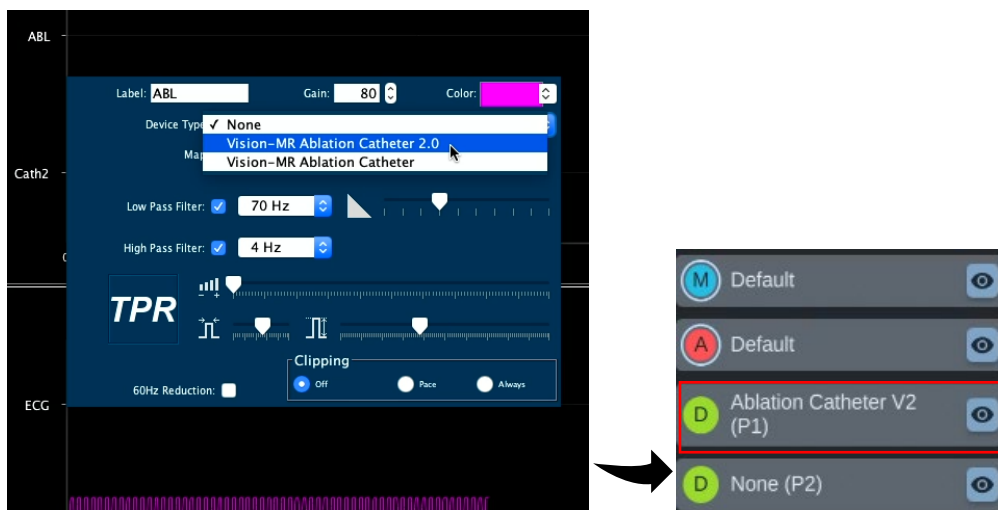 ABL
Label: ABL Gain: 80 Color:
Device Type ✓ None
Vision-MR Ablation Catheter 2.0
Map
Vision-MR Ablation Catheter
Cath2
Low Pass Filter: 70 Hz
High Pass Filter: 4 Hz
TPR
- +
Clipping
Off Pace Always
60Hz Reduction:
ECG
M Default
A Default
D Ablation Catheter V2
(P1)
D None (P2)